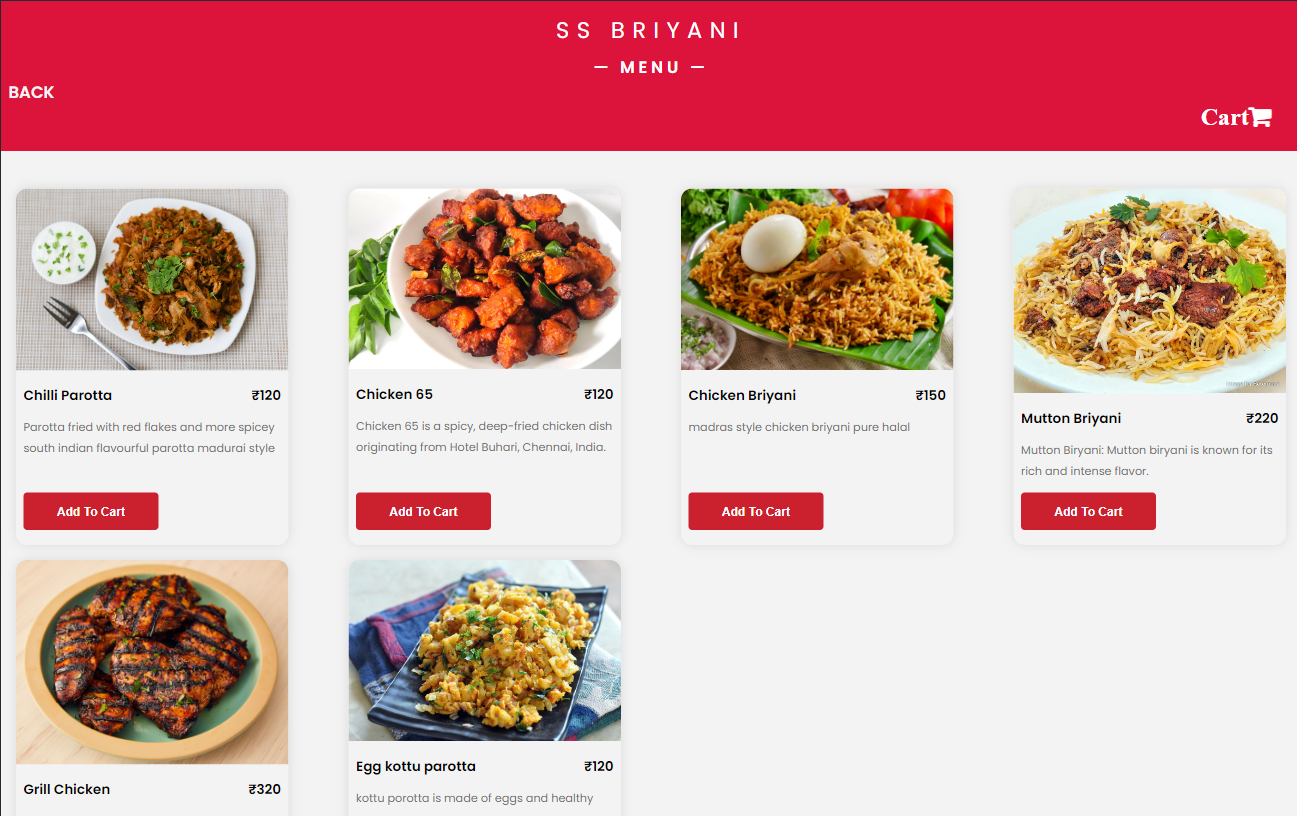 SS BRIYANI
— MENU —
BACK
Cart
Chilli Parotta ₹120
Parotta fried with red flakes and more spicey
south indian flavourful parotta madurai style
Add To Cart
Chicken 65 ₹120
Chicken 65 is a spicy, deep-fried chicken dish
originating from Hotel Buhari, Chennai, India.
Add To Cart
Chicken Briyani ₹150
madras style chicken briyani pure halal
Add To Cart
Mutton Briyani ₹220
Mutton Biryani: Mutton biryani is known for its
rich and intense flavor.
Add To Cart
Grill Chicken ₹320
Egg kottu parotta ₹120
kottu porotta is made of eggs and healthy